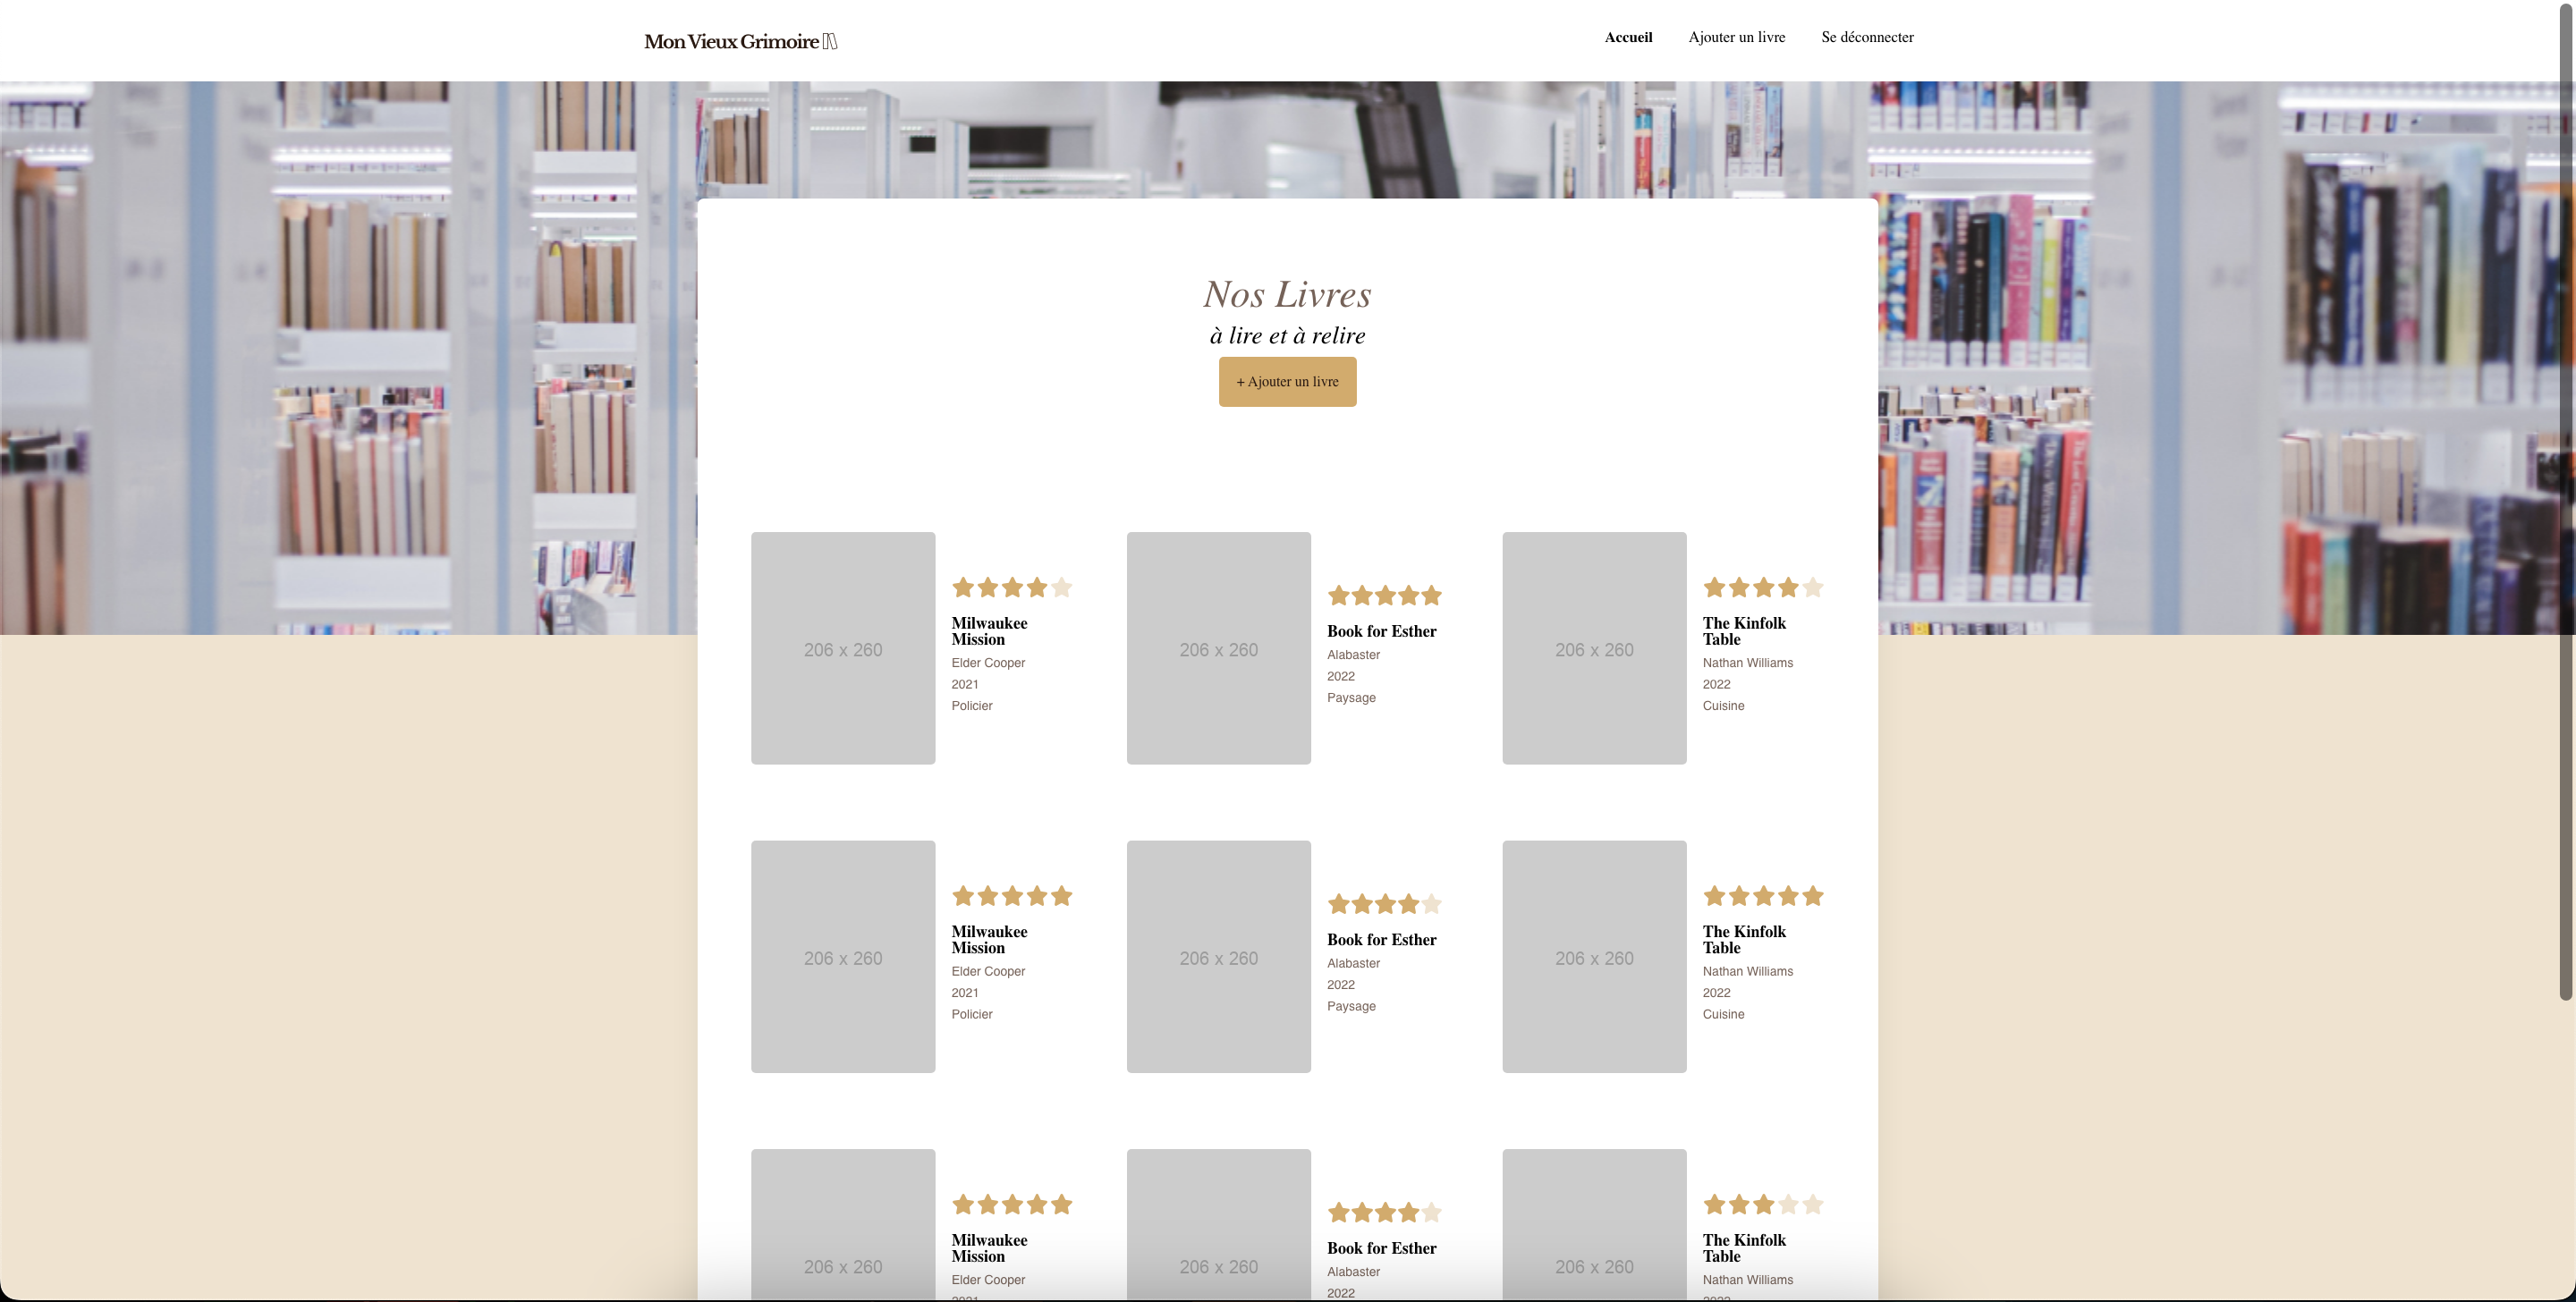 Mon Vieux Grimoire
Accueil
Ajouter un livre
Se déconnecter
Nos Livres
à lire et à relire
+ Ajouter un livre
206 x 260
Milwaukee
Mission
Elder Cooper
2021
Policier
206 x 260
Book for Esther
Alabaster
2022
Paysage
206 x 260
The Kinfolk
Table
Nathan Williams
2022
Cuisine
206 x 260
Milwaukee
Mission
Elder Cooper
2021
Policier
206 x 260
Book for Esther
Alabaster
2022
Paysage
206 x 260
The Kinfolk
Table
Nathan Williams
2022
Cuisine
206 x 260
Milwaukee
Mission
Elder Cooper
206 x 260
Book for Esther
Alabaster
2022
206 x 260
The Kinfolk
Table
Nathan Williams